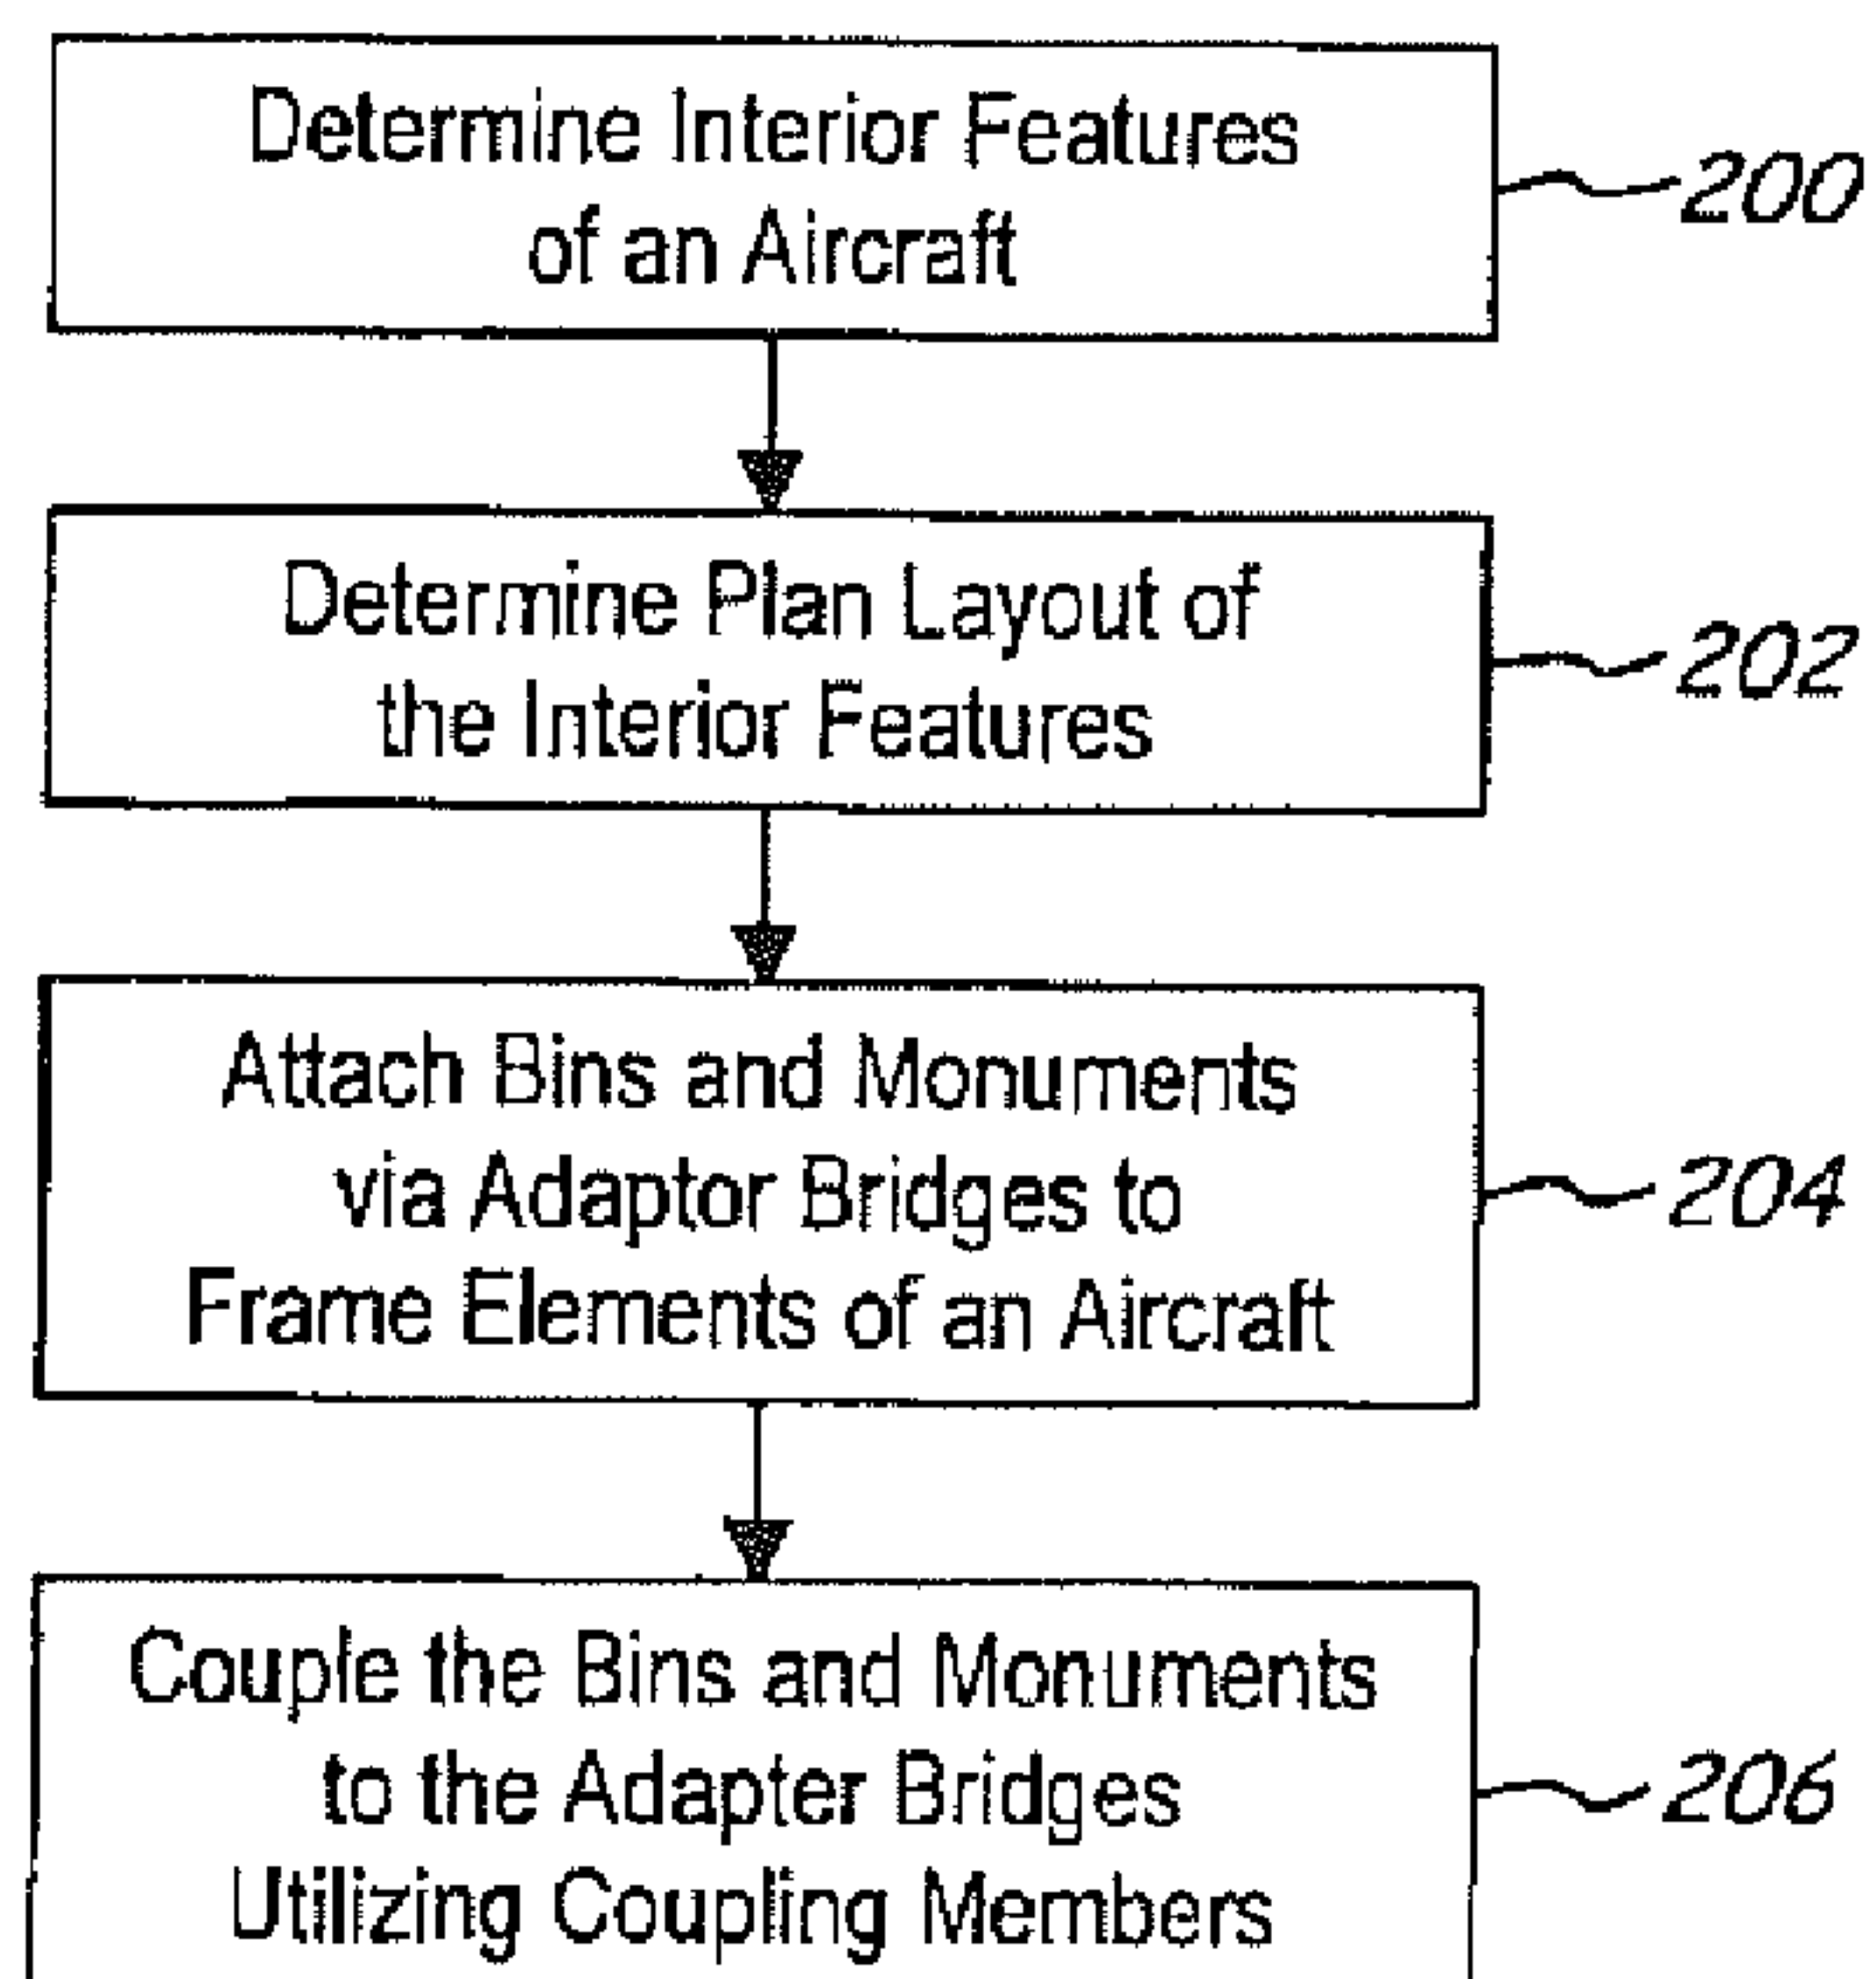 Determine Interior Features
of an Aircraft
200
Determine Plan Layout of
the Interior Features
202
Attach Bins and Monuments
via Adaptor Bridges to
Frame Elements of an Aircraft
204
Couple the Bins and Monuments
to the Adapter Bridges
Utilizing Coupling Members
206